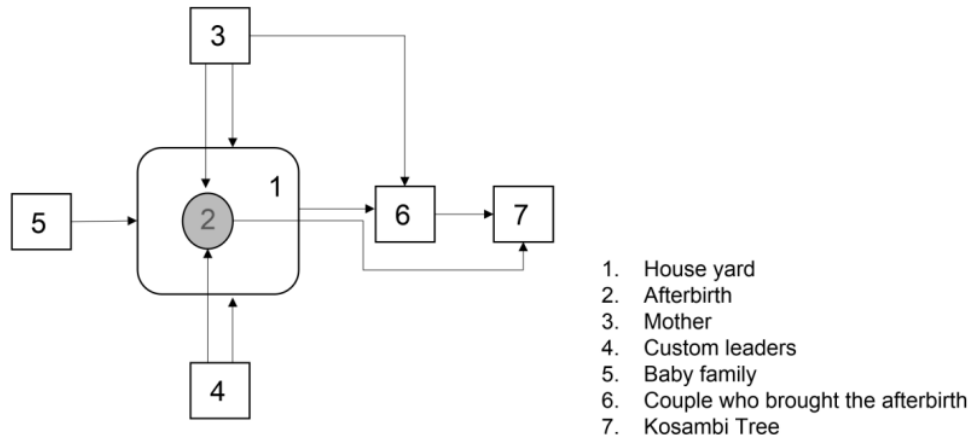 3
1
2
5
6
7
4
1. House yard
2. Afterbirth
3. Mother
4. Custom leaders
5. Baby family
6. Couple who brought the afterbirth
7. Kosambi Tree